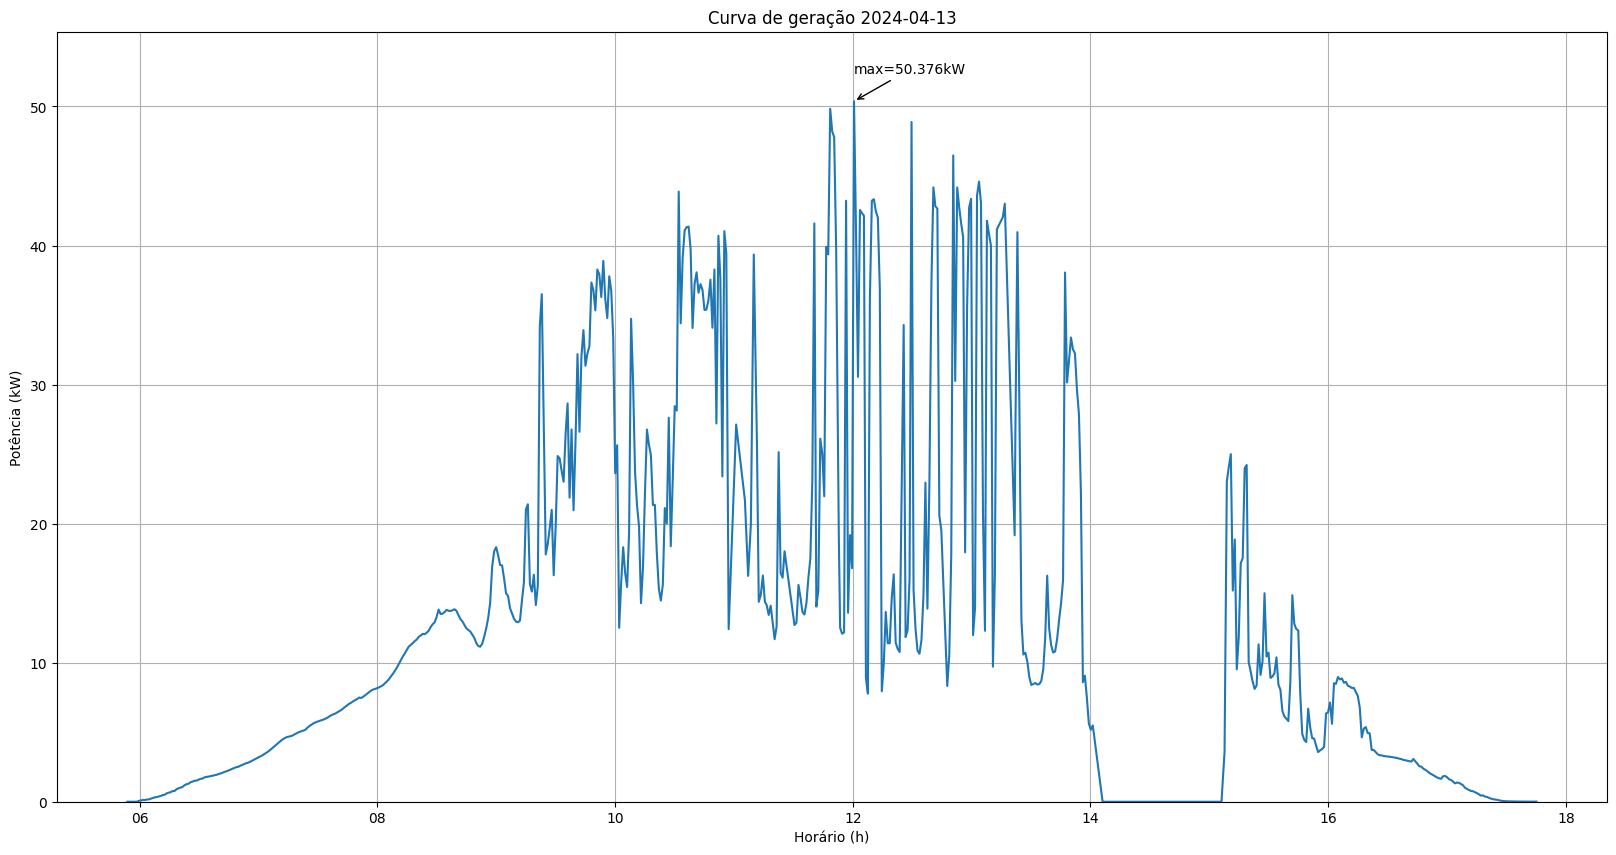 Curva de geração 2024-04-13
max=50.376kW
Potência (kW)
50
40
30
20
10
0
06 08 10 12 14 16 18
Horário (h)